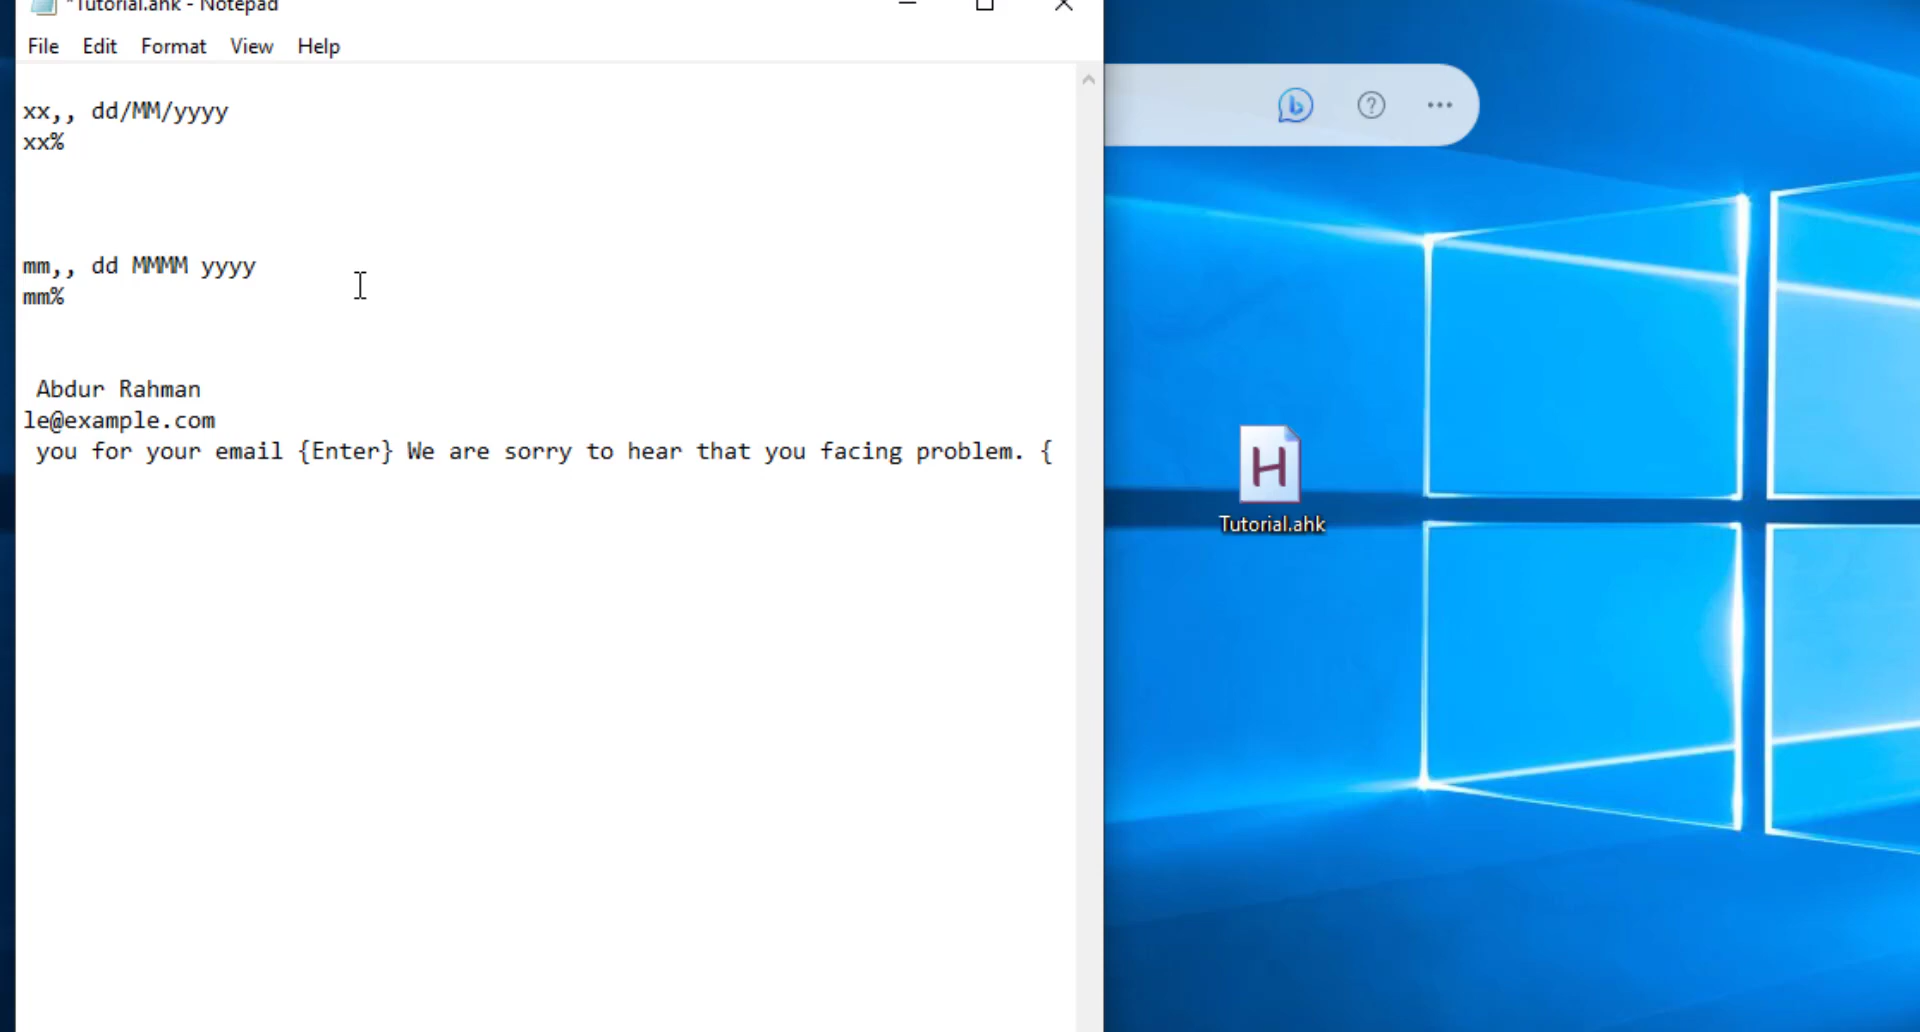 *Tutorial.ahk - Notepad
File Edit Format View Help
xx,, dd/MM/yyyy
xx%
mm,, dd MMMM yyyy
mm%
Abdur Rahman
le@example.com
you for your email {Enter} We are sorry to hear that you facing problem. {
Tutorial.ahk